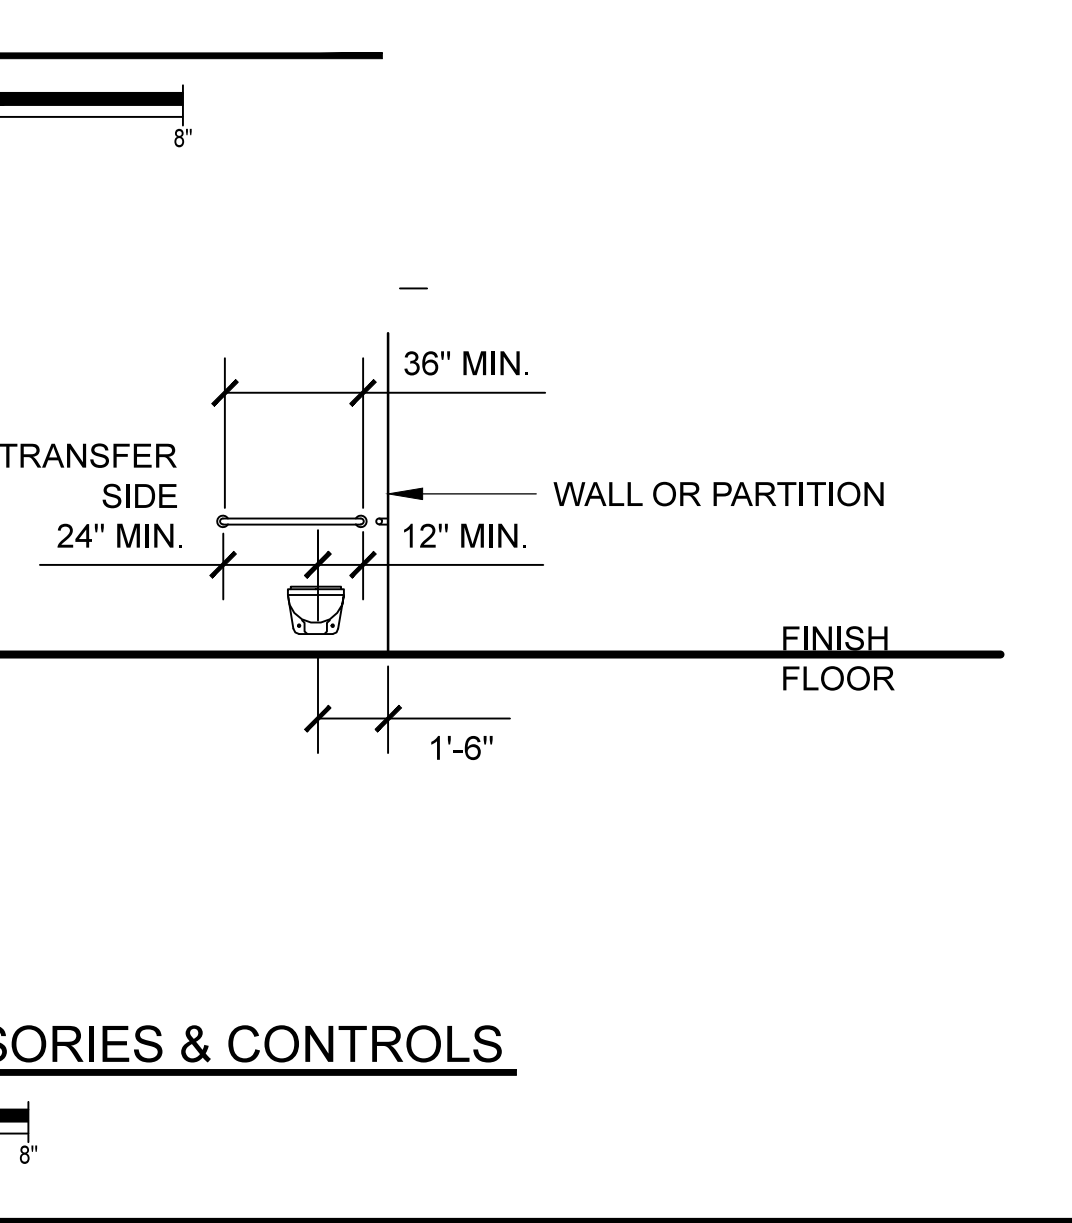 8"
36" MIN.
TRANSFER
SIDE
24" MIN.
WALL OR PARTITION
12" MIN.
FINISH
FLOOR
1'-6"
SORIES & CONTROLS
8"